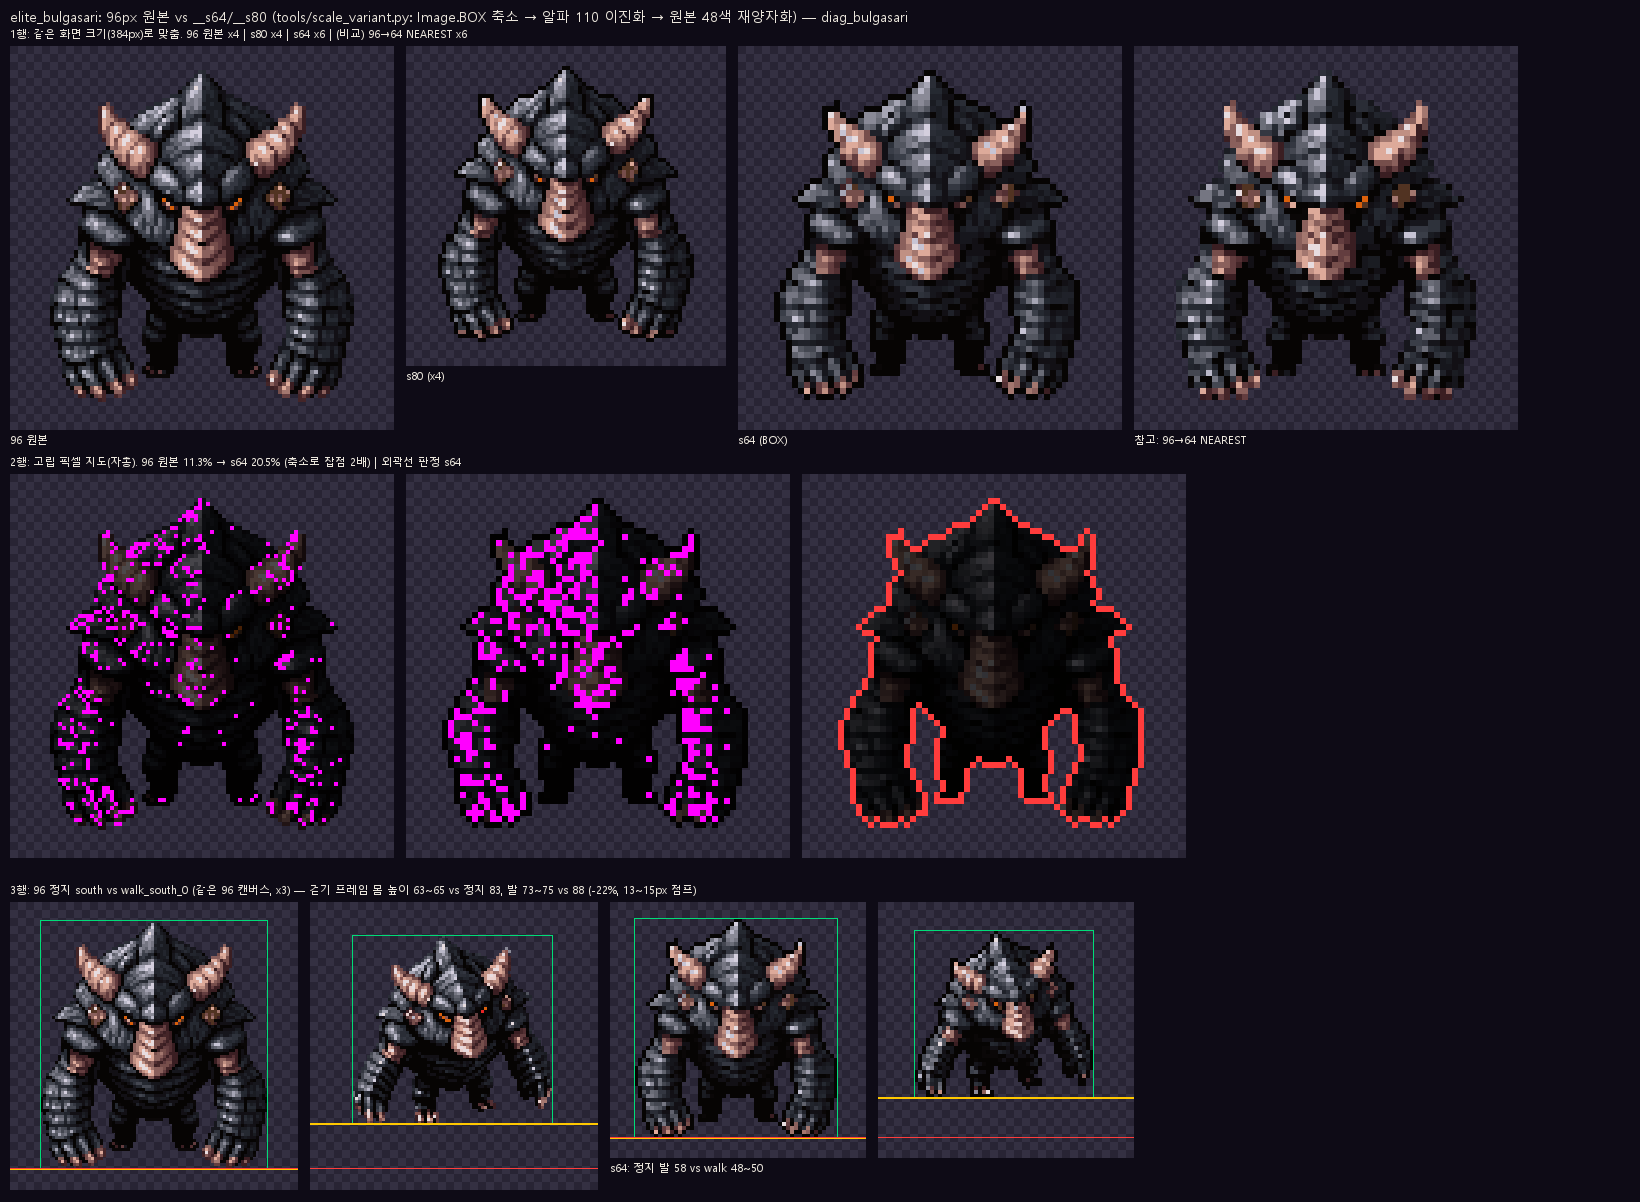 elite_bulgasari: 96px 원본 vs __s64/__s80 (tools/scale_variant.py: Image.BOX 축소 → 알파 110 이진화 → 원본 48색 재양자화) — diag_bulgasari
1행: 같은 화면 크기(384px)로 맞춤. 96 원본 x4 | s80 x4 | s64 x6 | (비교) 96→64 NEAREST x6
s80 (x4)
96 원본
s64 (BOX)
참고: 96→64 NEAREST
2행: 고립 픽셀 지도(자홍). 96 원본 11.3% → s64 20.5% (축소로 잡점 2배) | 외곽선 판정 s64
3행: 96 정지 south vs walk_south_0 (같은 96 캔버스, x3) — 걷기 프레임 몸 높이 63~65 vs 정지 83, 발 73~75 vs 88 (-22%, 13~15px 점프)
s64: 정지 발 58 vs walk 48~50